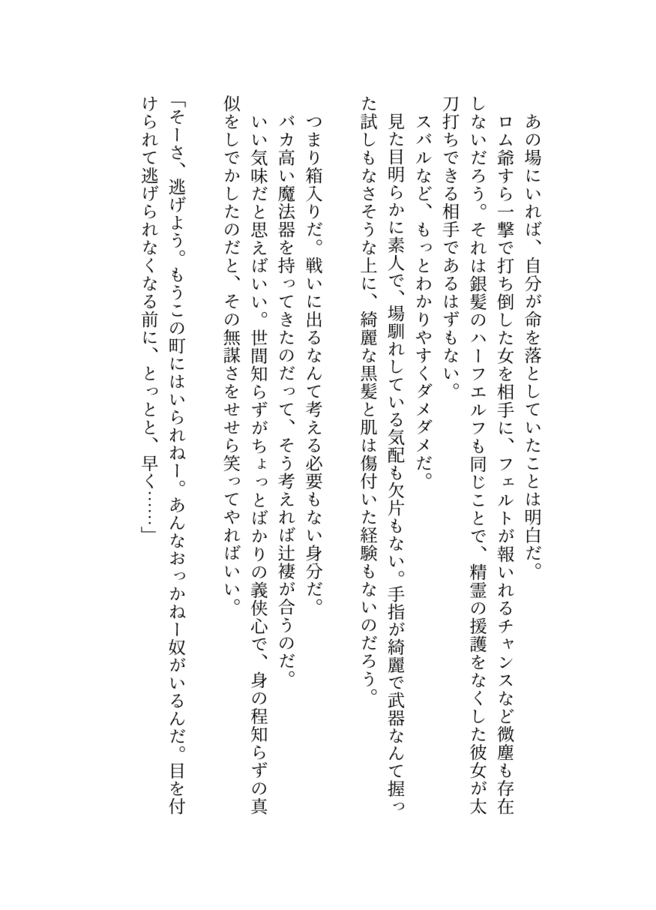 あの場にいれば、自分が命を落としていたことは明白だ。
ロム爺すら一撃で打ち倒した女を相手に、フェルトが報いれるチャンスなど微塵も存在
しないだろう。それは銀髪のハーフエルフも同じことで、精霊の援護をなくした彼女が太
刀打ちできる相手であるはずもない。
スバルなど、もっとわかりやすくダメダメだ。
見た目明らかに素人で、場馴れしている気配も欠片もない。手指が綺麗で武器なんて握っ
た試しもなさそうな上に、綺麗な黒髪と肌は傷付いた経験もないのだろう。
つまり箱入りだ。戦いに出るなんて考える必要もない身分だ。
バカ高い魔法器を持ってきたのだって、そう考えれば辻褄が合うのだ。
いい気味だと思えばいい。世間知らずがちょっとばかりの義侠心で、身の程知らずの真
似をしでかしたのだと、その無謀さをせせら笑ってやればいい。
「そーさ、逃げよう。もうこの町にはいられねー。あんなおっかねー奴がいるんだ。目を付
けられて逃げられなくなる前に、とっとと、早く……」